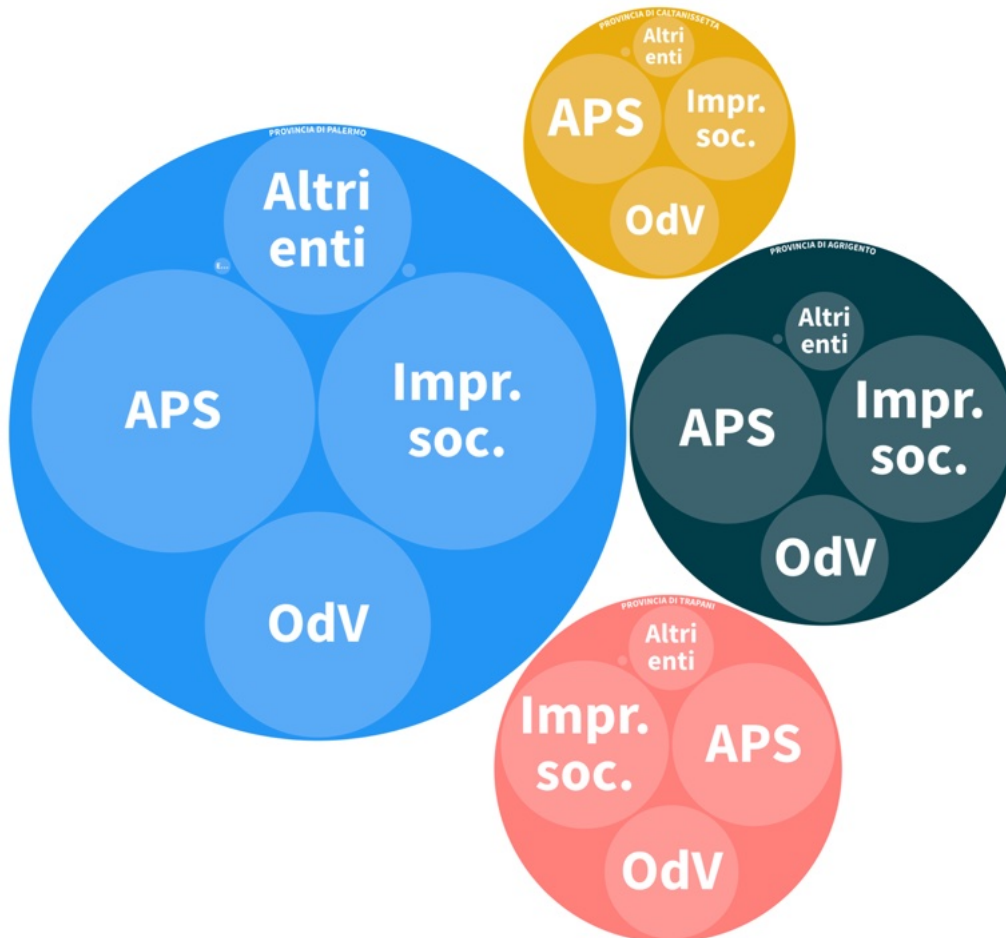 PROVINCIA DI PALERMO
Altri
enti
APS
Impr.
soc.
OdV
PROVINCIA DI CALTANISSETTA
Altri
enti
APS
Impr.
soc.
OdV
PROVINCIA DI AGRIGENTO
Altri
enti
APS
Impr.
soc.
OdV
PROVINCIA DI TRAPANI
Altri
enti
Impr.
soc.
APS
OdV